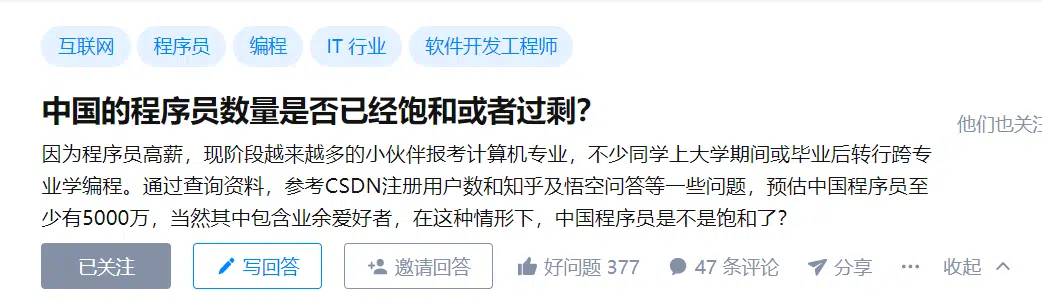 互联网 程序员 编程 IT 行业 软件开发工程师
中国的程序员数量是否已经饱和或者过剩？
他们也关注
因为程序员高薪，现阶段越来越多的小伙伴报考计算机专业，不少同学上大学期间或毕业后转行跨专
业学编程。通过查询资料，参考CSDN注册用户数和知乎及悟空问答等一些问题，预估中国程序员至
少有5000万，当然其中包含业余爱好者，在这种情形下，中国程序员是不是饱和了？
已关注 写回答 邀请回答 好问题 377 47 条评论 分享 ··· 收起